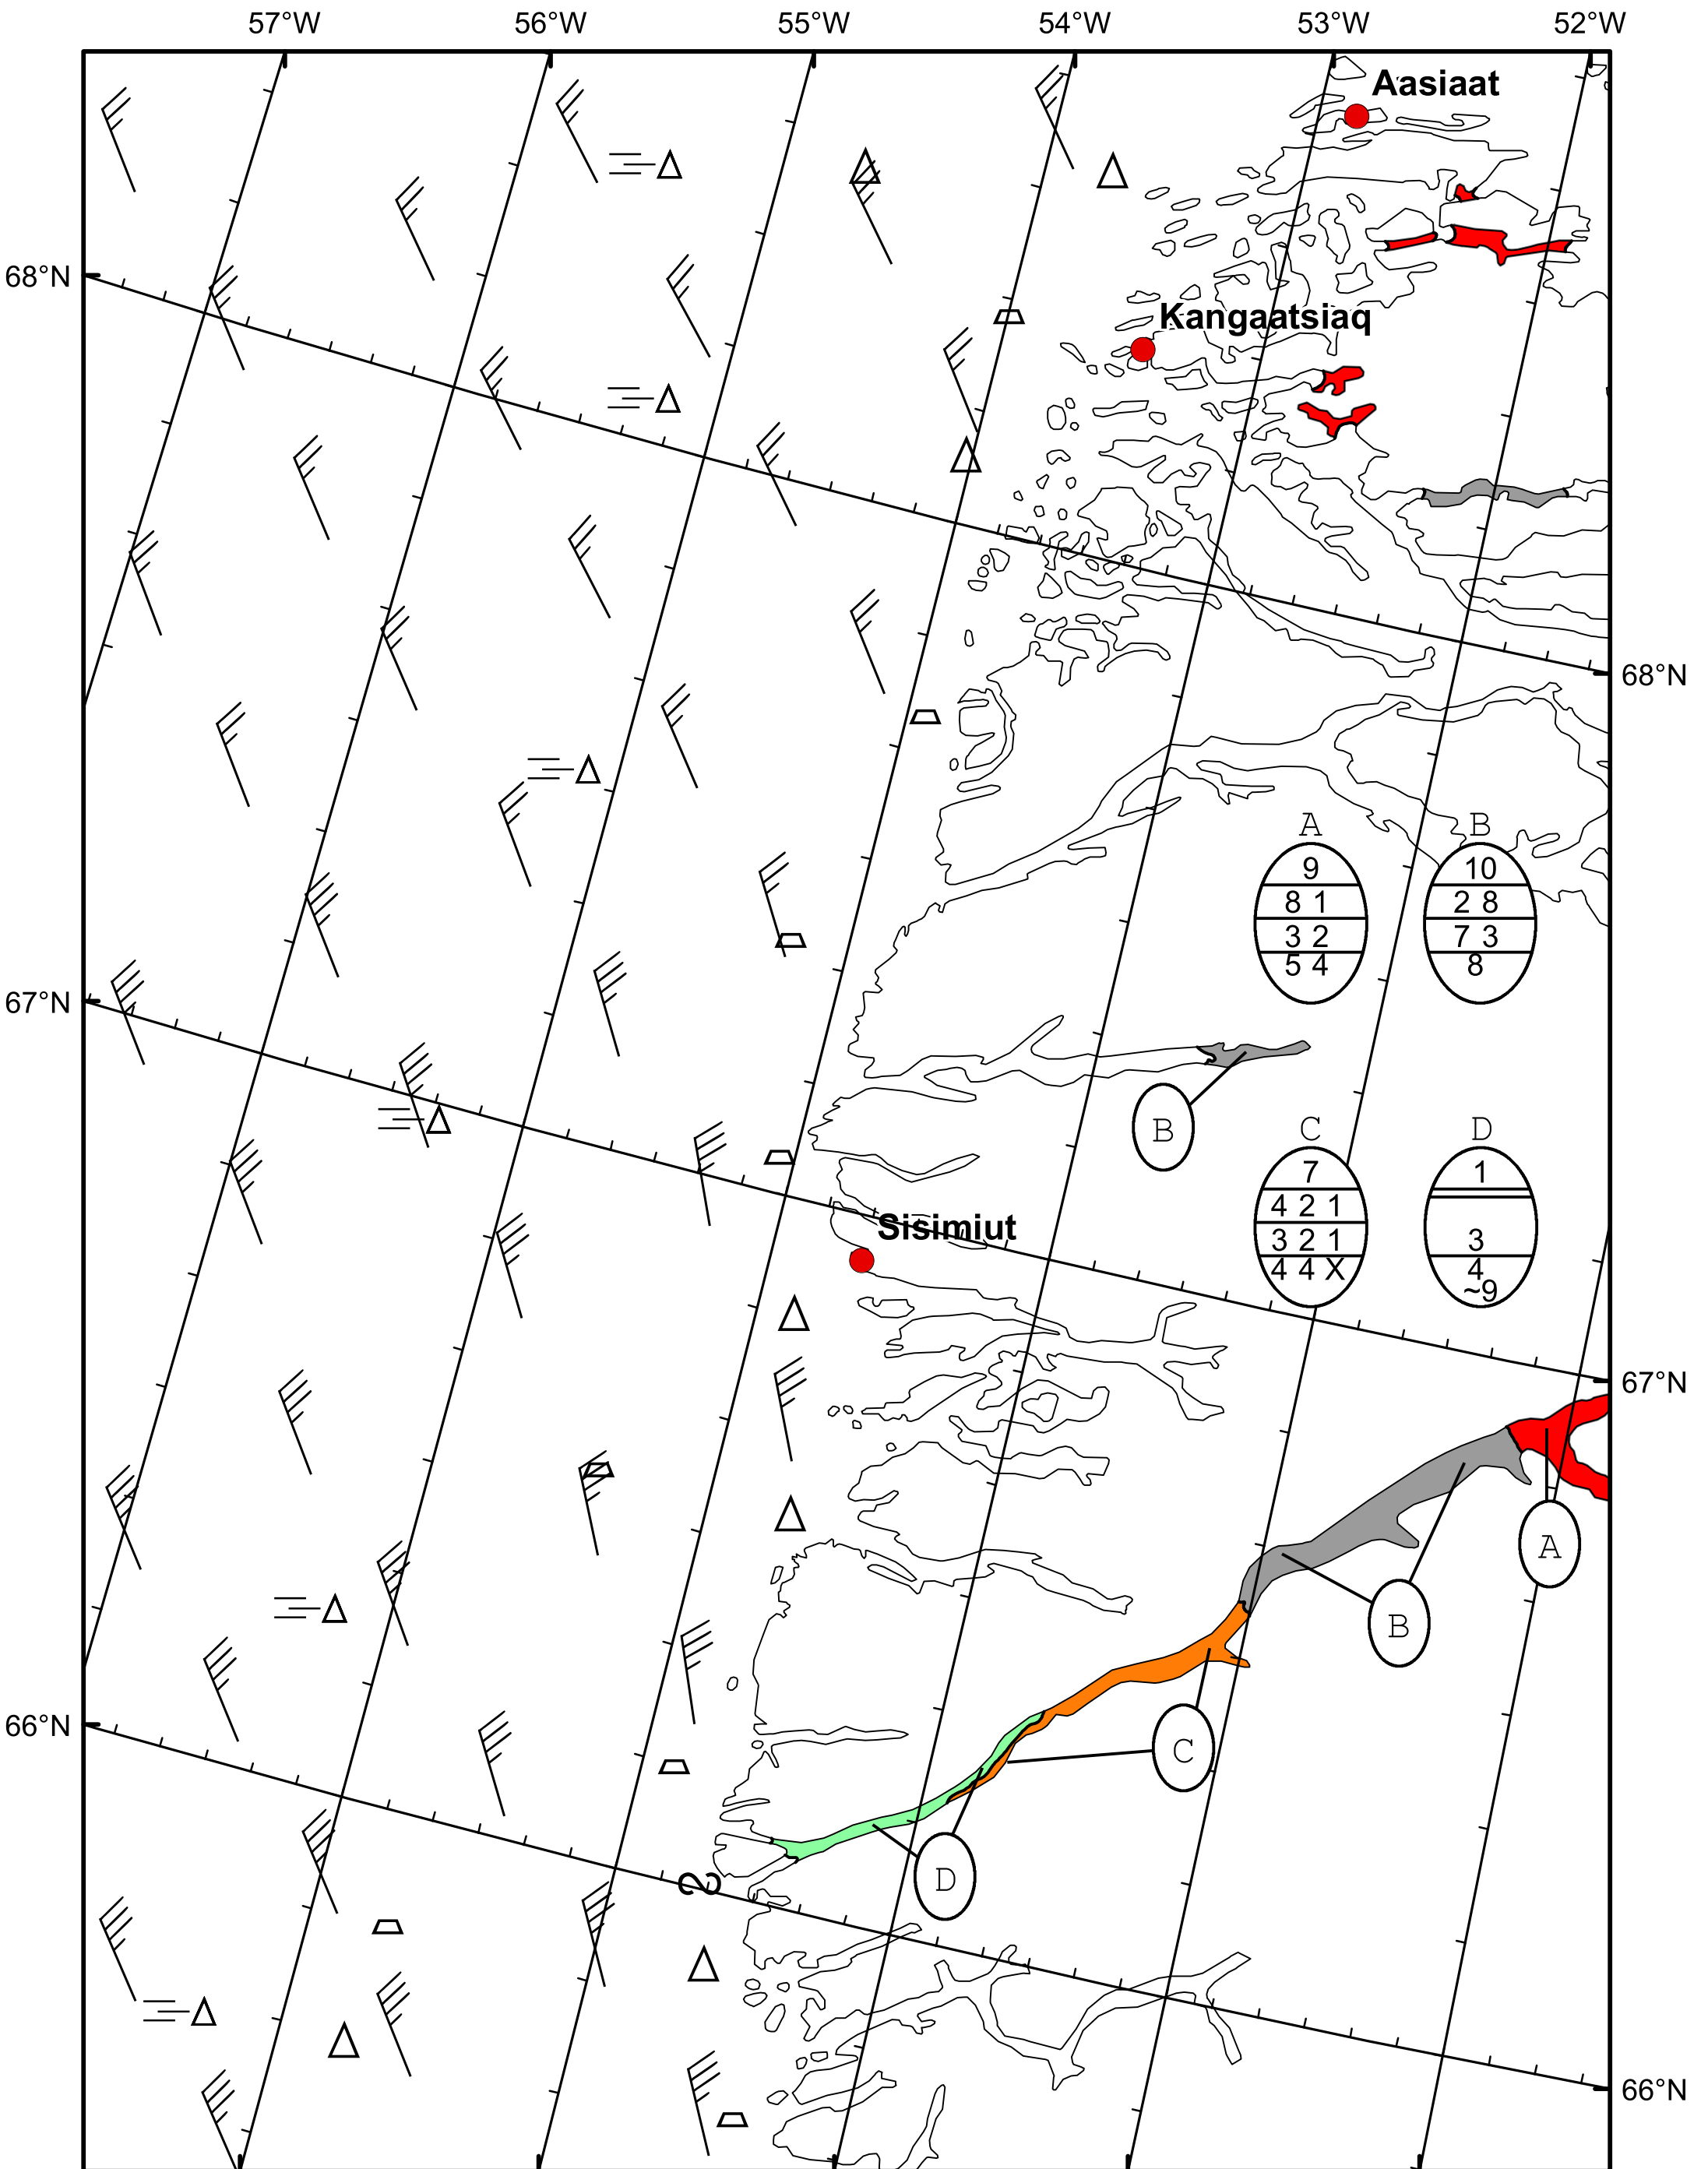 57°W 56°W 55°W 54°W 53°W 52°W
Aasiaat
68°N
Kangaatsiaq
68°N
A B
9 10
8 1 2 8
3 2 7 3
5 4 8
67°N
B
C D
7 1
4 2 1
3 2 1 3
4 4 X 4
~9
Sisimiut
67°N
A
B
66°N
C
D
2
66°N